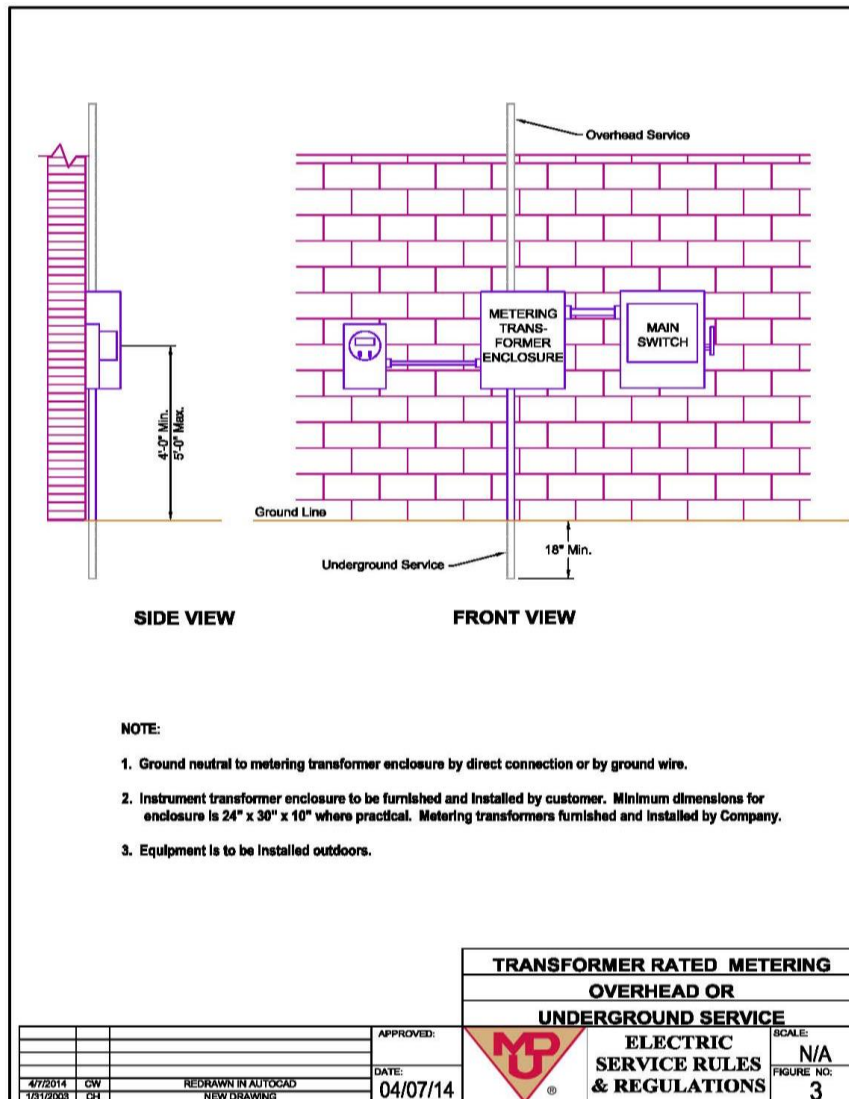 Overhead Service
METERING
TRANS-
FORMER
ENCLOSURE
MAIN
SWITCH
4'-0" Min.
5'-0" Max.
Ground Line
18" Min.
Underground Service
SIDE VIEW
FRONT VIEW
NOTE:
1. Ground neutral to metering transformer enclosure by direct connection or by ground wire.
2. Instrument transformer enclosure to be furnished and installed by customer. Minimum dimensions for
enclosure is 24" x 30" x 10" where practical. Metering transformers furnished and installed by Company.
3. Equipment is to be installed outdoors.
TRANSFORMER RATED METERING
OVERHEAD OR
UNDERGROUND SERVICE
APPROVED:
DATE:
04/07/14
4/7/2014 CW REDRAWN IN AUTOCAD
1/31/2003 CH NEW DRAWING
MPU
®
ELECTRIC
SERVICE RULES
& REGULATIONS
SCALE:
N/A
FIGURE NO:
3